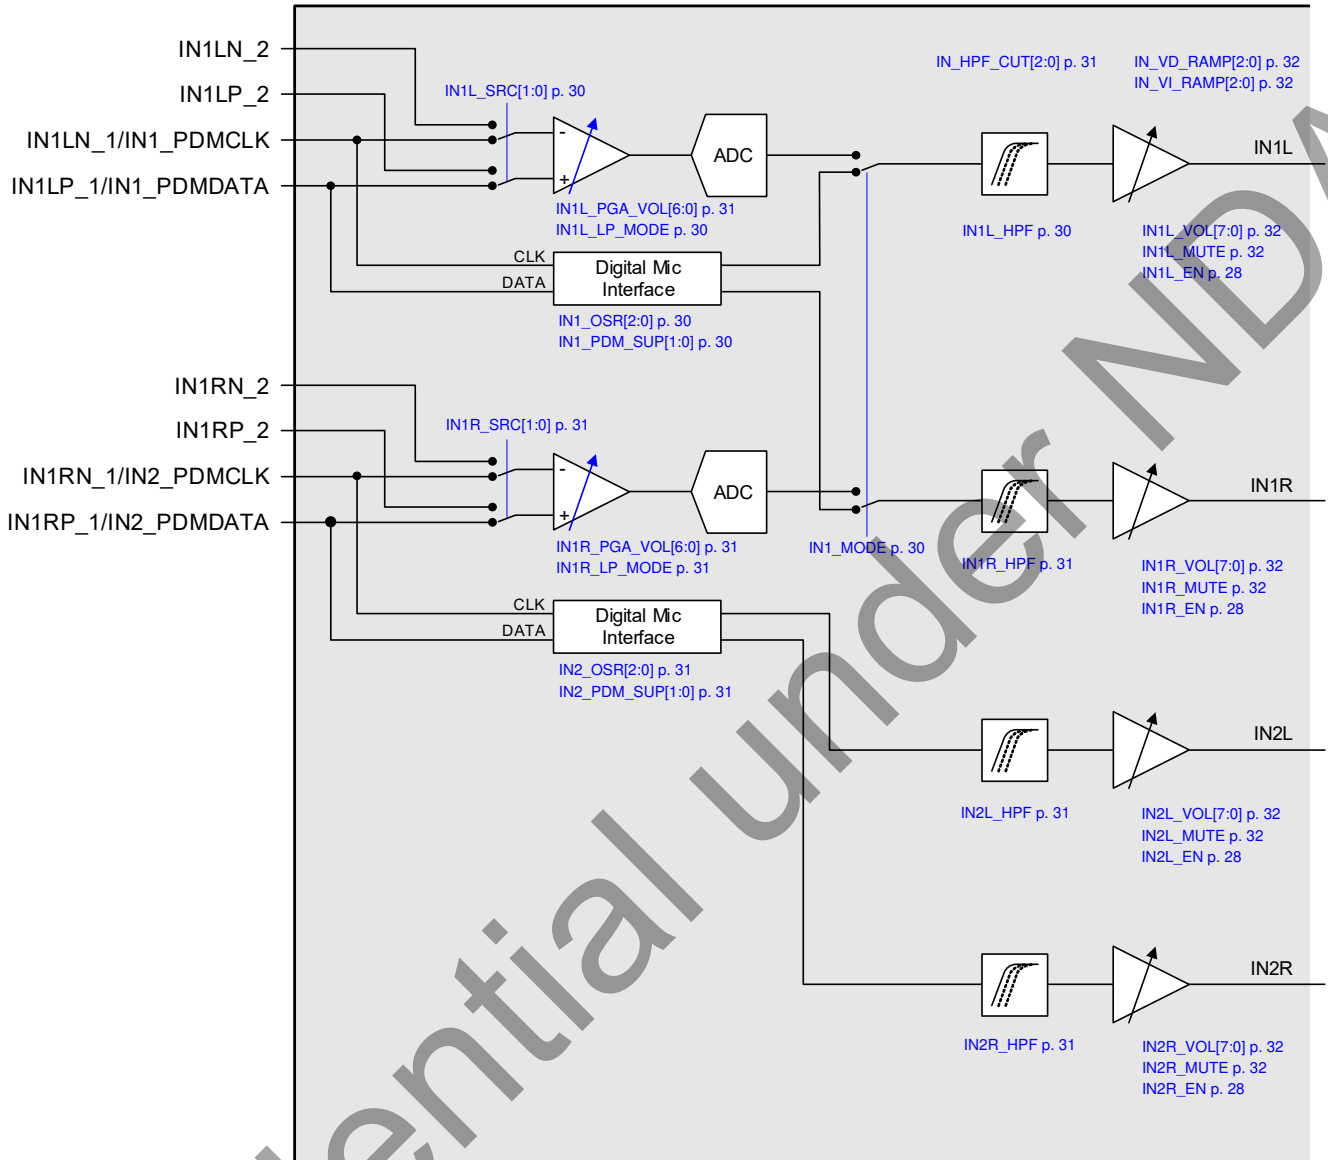 IN1LN_2
IN1LP_2
IN1LN_1/IN1_PDMCLK
IN1LP_1/IN1_PDMDATA
IN1L_SRC[1:0] p. 30
-
+
ADC
IN1L_PGA_VOL[6:0] p. 31
IN1L_LP_MODE p. 30
CLK
DATA
Digital Mic
Interface
IN1_OSR[2:0] p. 30
IN1_PDM_SUP[1:0] p. 30
IN_HPF_CUT[2:0] p. 31
IN_VD_RAMP[2:0] p. 32
IN_VI_RAMP[2:0] p. 32
IN1L
IN1L_HPF p. 30
IN1L_VOL[7:0] p. 32
IN1L_MUTE p. 32
IN1L_EN p. 28
IN1RN_2
IN1RP_2
IN1RN_1/IN2_PDMCLK
IN1RP_1/IN2_PDMDATA
IN1R_SRC[1:0] p. 31
-
+
ADC
IN1R_PGA_VOL[6:0] p. 31
IN1R_LP_MODE p. 31
IN1_MODE p. 30
IN1R
IN1R_HPF p. 31
IN1R_VOL[7:0] p. 32
IN1R_MUTE p. 32
IN1R_EN p. 28
CLK
DATA
Digital Mic
Interface
IN2_OSR[2:0] p. 31
IN2_PDM_SUP[1:0] p. 31
IN2L
IN2L_HPF p. 31
IN2L_VOL[7:0] p. 32
IN2L_MUTE p. 32
IN2L_EN p. 28
IN2R
IN2R_HPF p. 31
IN2R_VOL[7:0] p. 32
IN2R_MUTE p. 32
IN2R_EN p. 28
ential under NDA